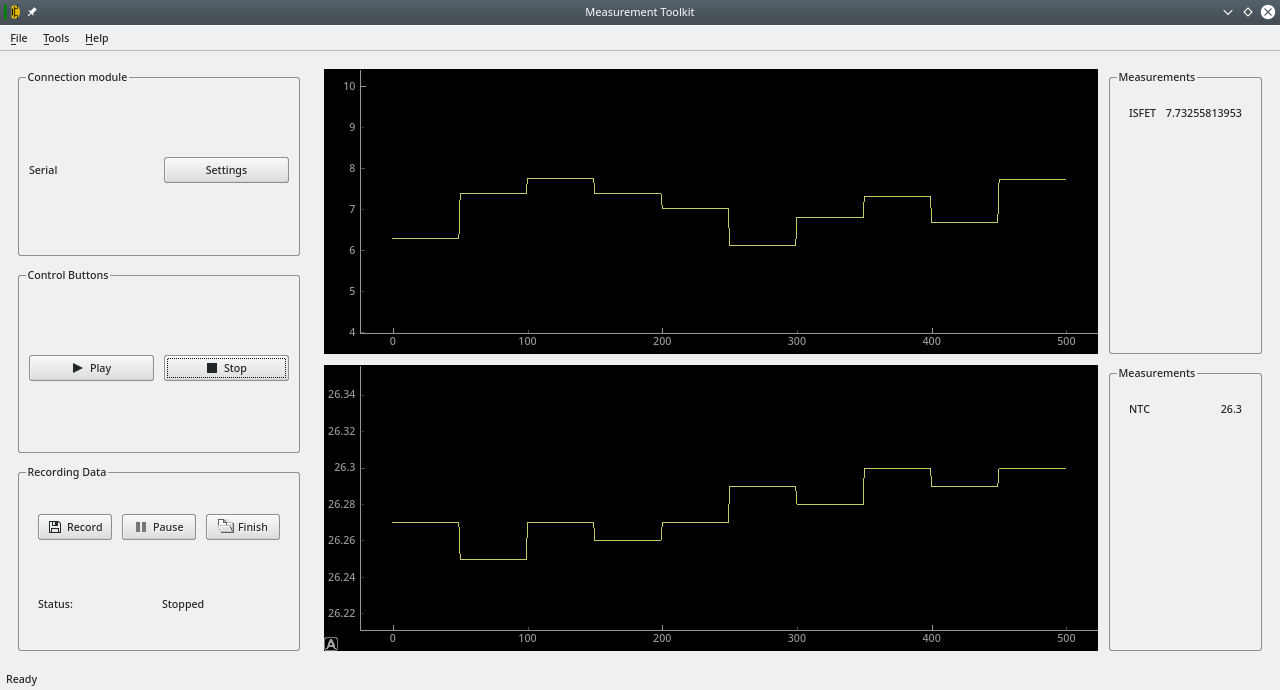 Measurement Toolkit
File Tools Help
Connection module
Serial Settings
Control Buttons
Play Stop
Recording Data
Record Pause Finish
Status: Stopped
10
9
8
7
6
5
4
0 100 200 300 400 500
26.34
26.32
26.3
26.28
26.26
26.24
26.22
A
0 100 200 300 400 500
Measurements
ISFET 7.73255813953
Measurements
NTC 26.3
Ready